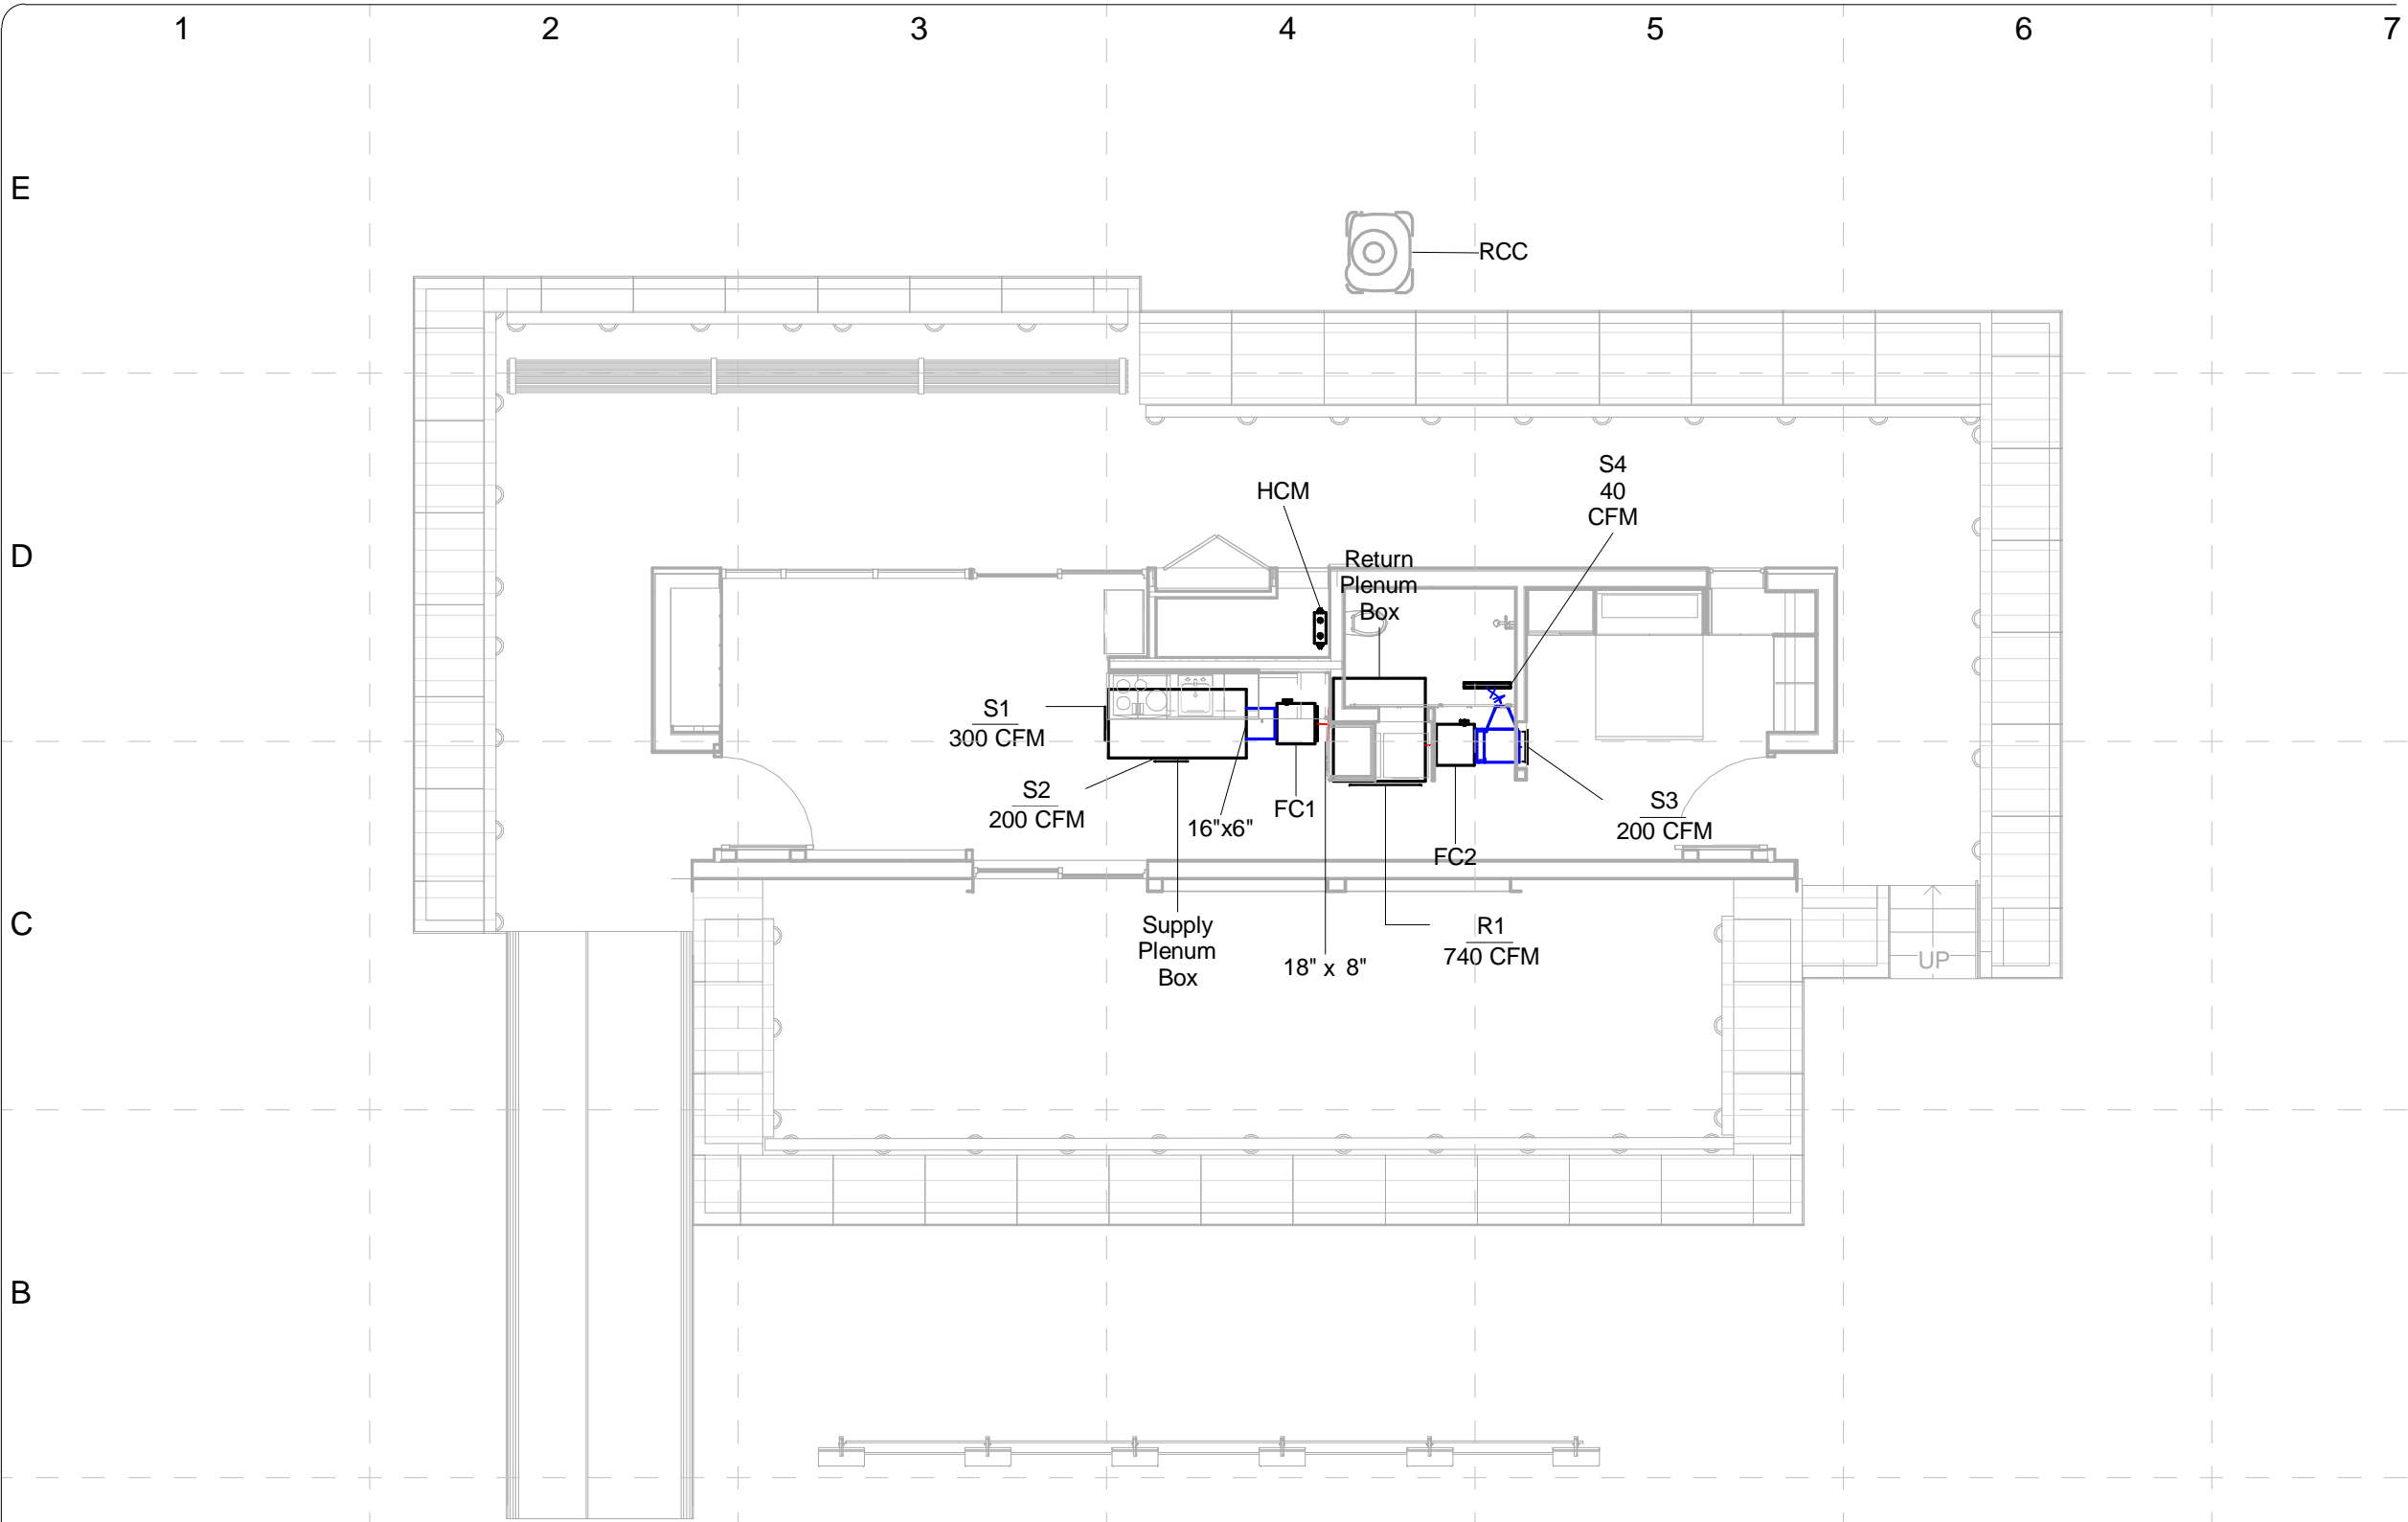 1 2 3 4 5 6 7
E
RCC
S4
40
CFM
HCM
D
Return
Plenum
Box
S1
300 CFM
S2
200 CFM
16"x6"
FC1
S3
200 CFM
FC2
C
Supply
Plenum
Box
R1
740 CFM
18" x 8"
UP
B